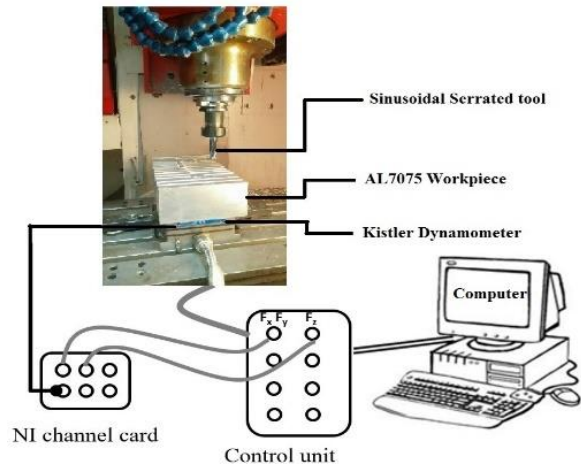 Sinusoidal Serrated tool
AL7075 Workpiece
Kistler Dynamometer
Fx Fy Fz
Computer
NI channel card
Control unit